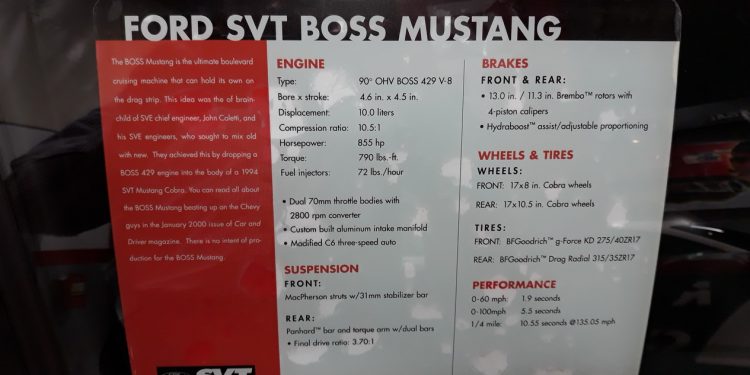 FORD SVT BOSS MUSTANG
The BOSS Mustang is the ultimate boulevard
cruising machine that can hold its own on
the drag strip. This idea was the of brain-
child of SVE chief engineer, John Coletti, and
his SVE engineers, who sought to mix old
with new. They achieved this by dropping a
BOSS 429 engine into the body of a 1994
SVT Mustang Cobra. You can read all about
the BOSS Mustang beating up on the Chevy
guys in the January 2000 issue of Car and
Driver magazine. There is no intent of pro-
duction for the BOSS Mustang.
SVT
ENGINE
Type: 90° OHV BOSS 429 V-8
Bore x stroke: 4.6 in. x 4.5 in.
Displacement: 10.0 liters
Compression ratio: 10.5:1
Horsepower: 855 hp
Torque: 790 lbs.-ft.
Fuel injectors: 72 lbs./hour
• Dual 70mm throttle bodies with
2800 rpm converter
• Custom built aluminum intake manifold
• Modified C6 three-speed auto
SUSPENSION
FRONT:
MacPherson struts w/31mm stabilizer bar
REAR:
Panhard™ bar and torque arm w/dual bars
• Final drive ratio: 3.70:1
BRAKES
FRONT & REAR:
• 13.0 in. / 11.3 in. Brembo™ rotors with
4-piston calipers
• Hydraboost™ assist/adjustable proportioning
WHEELS & TIRES
WHEELS:
FRONT: 17x8 in. Cobra wheels
REAR: 17x10.5 in. Cobra wheels
TIRES:
FRONT: BFGoodrich™ g-Force KD 275/40ZR17
REAR: BFGoodrich™ Drag Radial 315/35ZR17
PERFORMANCE
0-60 mph: 1.9 seconds
0-100mph 5.5 seconds
1/4 mile: 10.55 seconds @135.05 mph